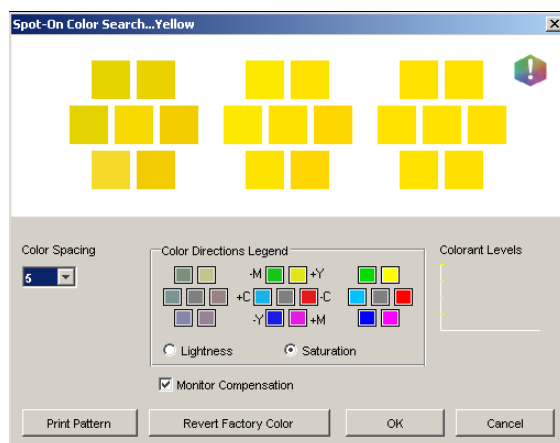 Spot-On Color Search...Yellow
Color Spacing
5
Color Directions Legend
-M +Y
+C -C
-Y +M
Lightness
Saturation
Colorant Levels
Monitor Compensation
Print Pattern
Revert Factory Color
OK
Cancel